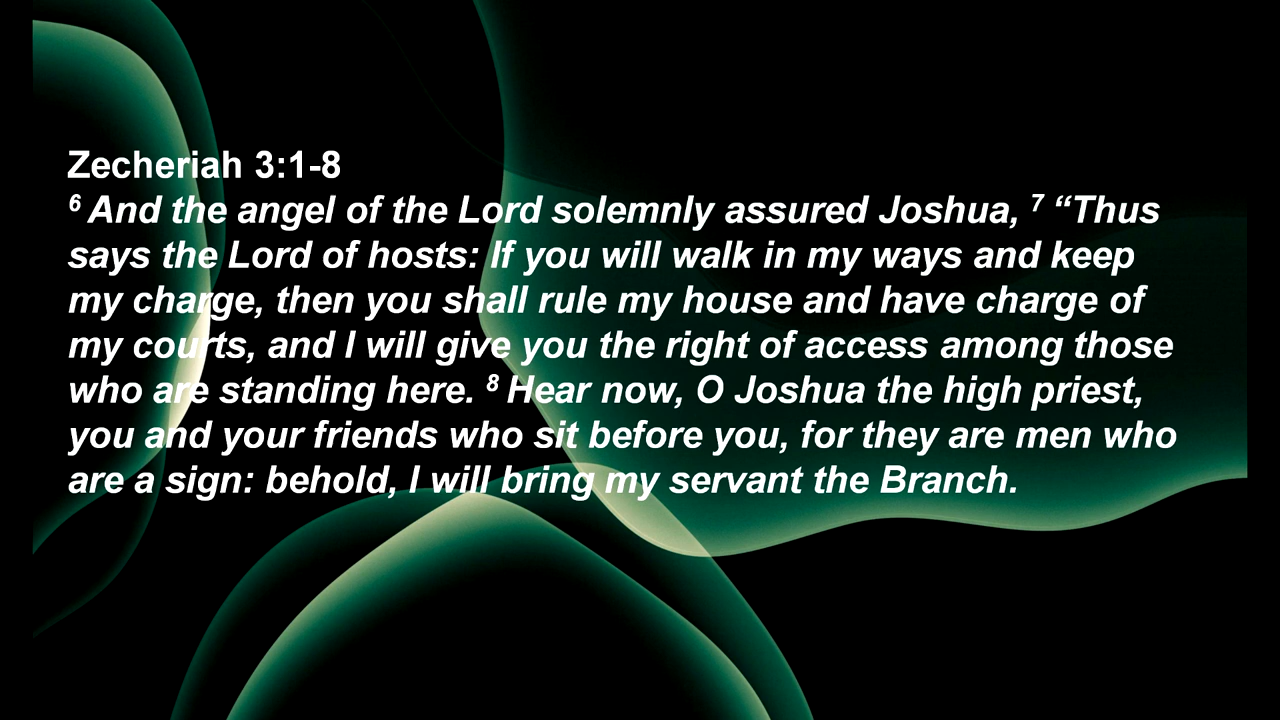 Zecheriah 3:1-8
6 And the angel of the Lord solemnly assured Joshua, 7 “Thus
says the Lord of hosts: If you will walk in my ways and keep
my charge, then you shall rule my house and have charge of
my courts, and I will give you the right of access among those
who are standing here. 8 Hear now, O Joshua the high priest,
you and your friends who sit before you, for they are men who
are a sign: behold, I will bring my servant the Branch.